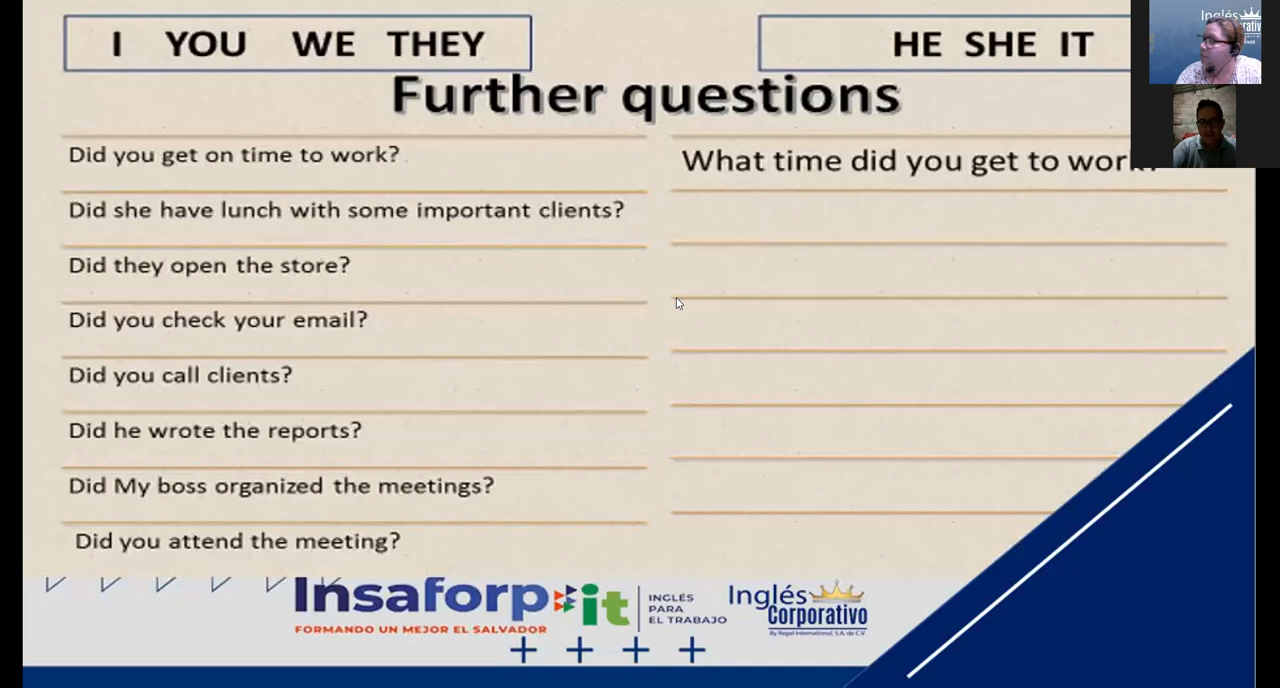 I YOU WE THEY
HE SHE IT
Further questions
Did you get on time to work?
What time did you get to work?
Did she have lunch with some important clients?
Did they open the store?
Did you check your email?
Did you call clients?
Did he wrote the reports?
Did My boss organized the meetings?
Did you attend the meeting?
Insaforp it
FORMANDO UN MEJOR EL SALVADOR
INGLÉS
PARA
EL TRABAJO
Inglés
Corporativo
By Regal International, S.A. de C.V
Inglés